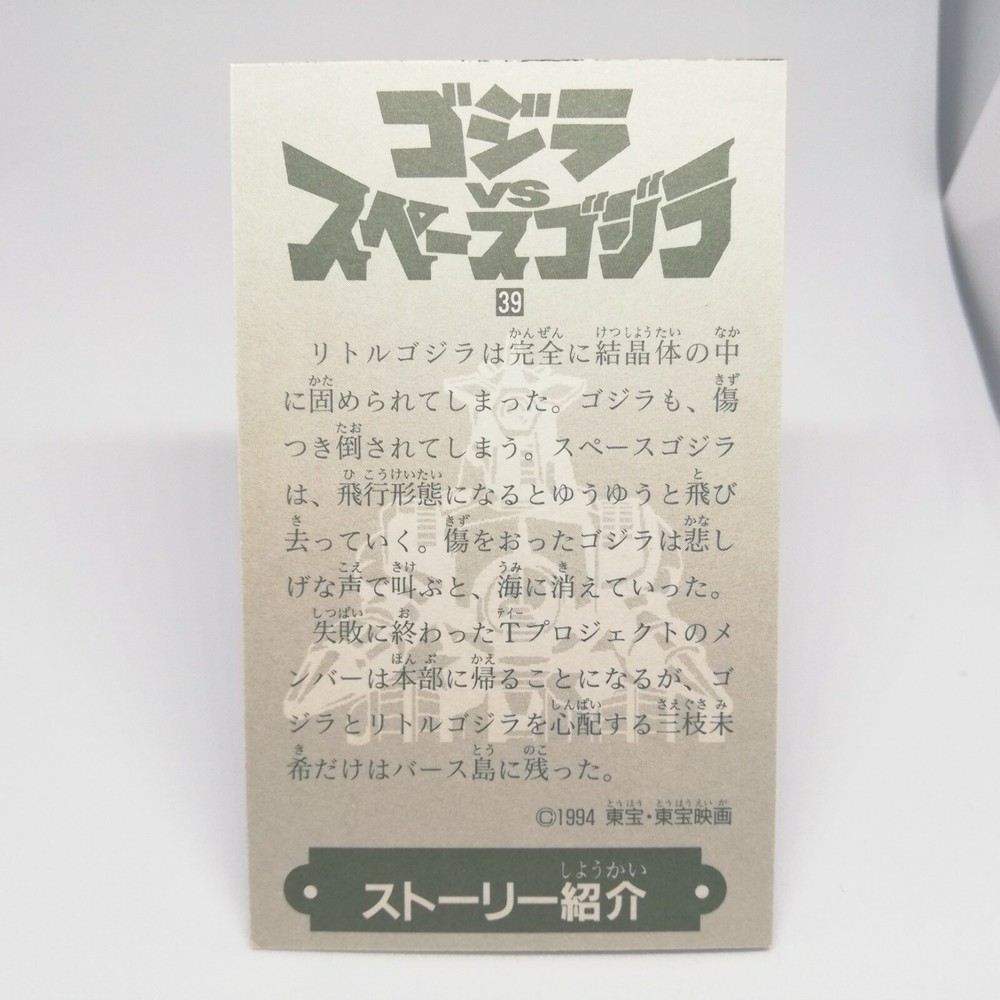 ゴジラ
VS
スペースゴジラ
39
リトルゴジラは完全に結晶体の中
に固められてしまった。ゴジラも、傷
つき倒されてしまう。スペースゴジラ
は、飛行形態になるとゆうゆうと飛び
去っていく。傷をおったゴジラは悲し
げな声で叫ぶと、海に消えていった。
失敗に終わったTプロジェクトのメ
ンバーは本部に帰ることになるが、ゴ
ジラとリトルゴジラを心配する三枝未
希だけはバース島に残った。
©1994 東宝・東宝映画
ストーリー紹介